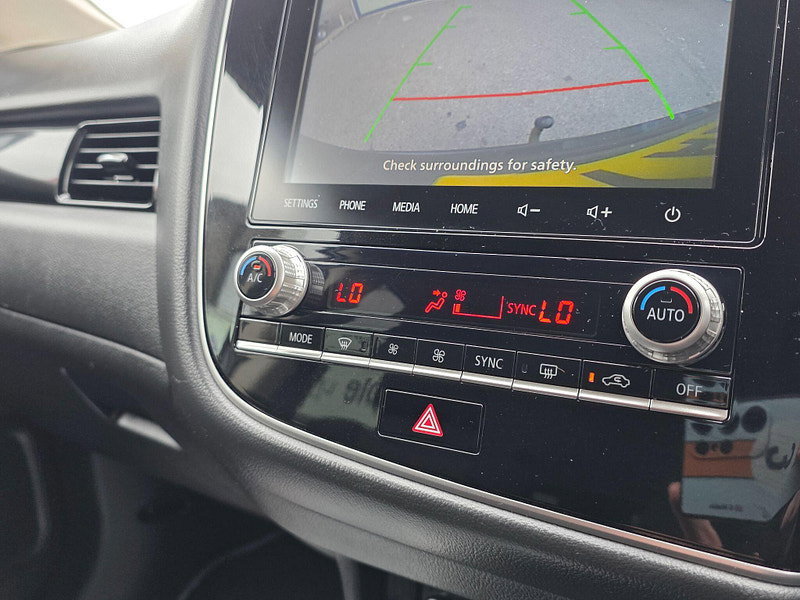 Check surroundings for safety.
SETTINGS PHONE MEDIA HOME
A/C LO SYNC LO AUTO
MODE SYNC OFF